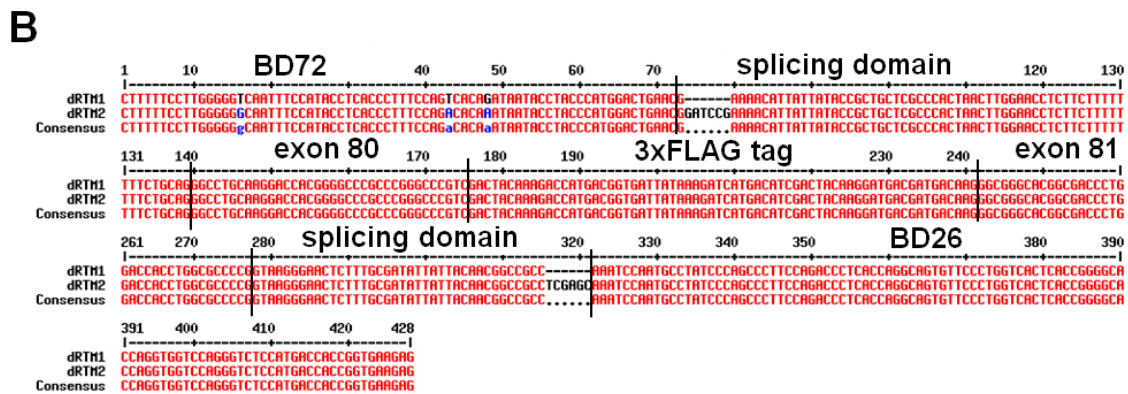 B
BD72 splicing domain
1 10 40 50 60 70 120 130
dRTM1 CTTTTTCCTTGGGGGTCAATTTCCATACCTCACCCTTTCCAGTCACAGATAATACCTACCCATGGACTGAACG------AAAACATTATTATACCGCTGCTCGCCCACTAACTTGGAACCTCTTCTTTTT
dRTM2 CTTTTTCCTTGGGGGGCAATTTCCATACCTCACCCTTTCCAGACACAAATAATACCTACCCATGGACTGAACGGATCCGAAAACATTATTATACCGCTGCTCGCCCACTAACTTGGAACCTCTTCTTTTT
Consensus CTTTTTCCTTGGGGGgCAATTTCCATACCTCACCCTTTCCAGaCACAaATAATACCTACCCATGGACTGAACG......AAAACATTATTATACCGCTGCTCGCCCACTAACTTGGAACCTCTTCTTTTT
exon 80 3xFLAG tag exon 81
131 140 170 180 190 230 240
dRTM1 TTTCTGCAGGGCCTGCAAGGACCACGGGGCCCGCCCGGGCCCGTCGACTACAAAGACCATGACGGTGATTATAAAGATCATGACATCGACTACAAGGATGACGATGACAAGGGCGGGCACGGCGACCCTG
dRTM2 TTTCTGCAGGGCCTGCAAGGACCACGGGGCCCGCCCGGGCCCGTCGACTACAAAGACCATGACGGTGATTATAAAGATCATGACATCGACTACAAGGATGACGATGACAAGGGCGGGCACGGCGACCCTG
Consensus TTTCTGCAGGGCCTGCAAGGACCACGGGGCCCGCCCGGGCCCGTCGACTACAAAGACCATGACGGTGATTATAAAGATCATGACATCGACTACAAGGATGACGATGACAAGGGCGGGCACGGCGACCCTG
splicing domain BD26
261 270 280 320 330 340 350 380 390
dRTM1 GACCACCTGGCGCCCCGGTAAGGGAACTCTTTGCGATATTATTACAACGGCCGCC------AAATCCAATGCCTATCCCAGCCCTTCCAGACCCTCACCAGGCAGTGTTCCCTGGTCACTCACCGGGGCA
dRTM2 GACCACCTGGCGCCCCGGTAAGGGAACTCTTTGCGATATTATTACAACGGCCGCCTCGAGCAAATCCAATGCCTATCCCAGCCCTTCCAGACCCTCACCAGGCAGTGTTCCCTGGTCACTCACCGGGGCA
Consensus GACCACCTGGCGCCCCGGTAAGGGAACTCTTTGCGATATTATTACAACGGCCGCC......AAATCCAATGCCTATCCCAGCCCTTCCAGACCCTCACCAGGCAGTGTTCCCTGGTCACTCACCGGGGCA
391 400 410 420 428
dRTM1 CCAGGTGGTCCAGGGTCTCCATGACCACCGGTGAAGAG
dRTM2 CCAGGTGGTCCAGGGTCTCCATGACCACCGGTGAAGAG
Consensus CCAGGTGGTCCAGGGTCTCCATGACCACCGGTGAAGAG